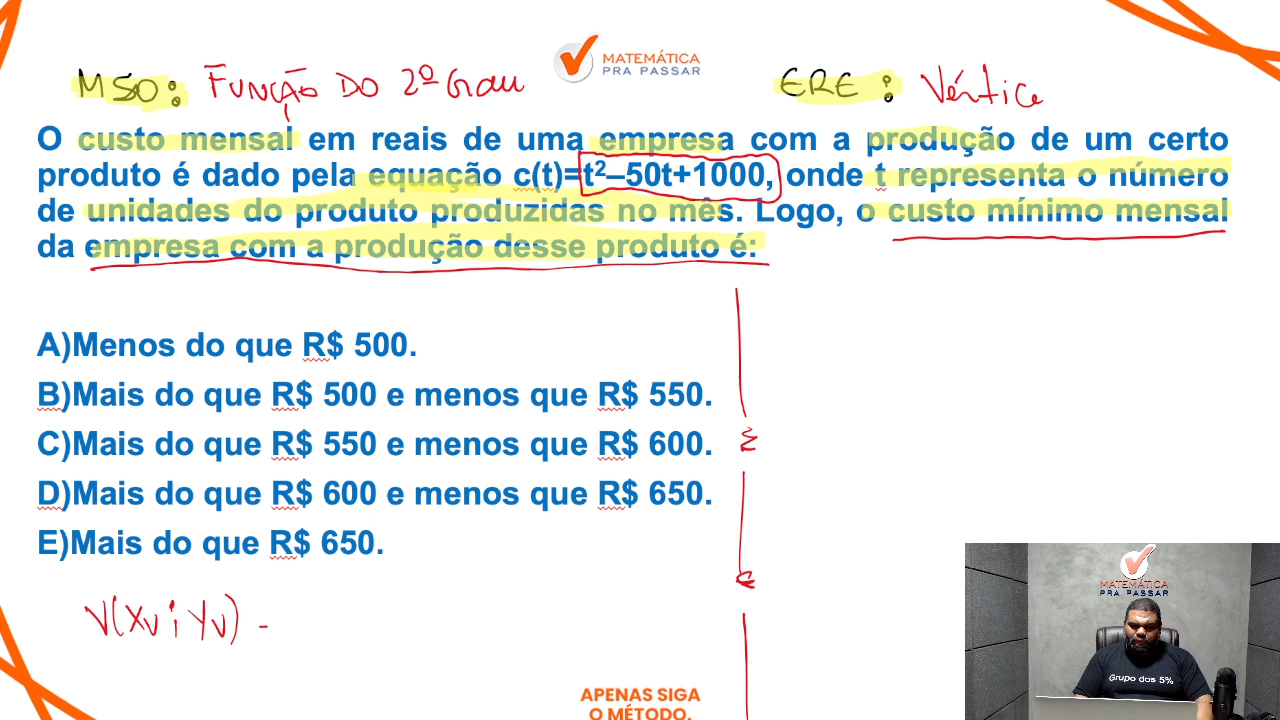 MATEMÁTICA
PRA PASSAR
MSO: FUNÇÃO DO 2º GRAU
ERE: Vértice
O custo mensal em reais de uma empresa com a produção de um certo
produto é dado pela equação c(t)=t²–50t+1000, onde t representa o número
de unidades do produto produzidas no mês. Logo, o custo mínimo mensal
da empresa com a produção desse produto é:
A)Menos do que R$ 500.
B)Mais do que R$ 500 e menos que R$ 550.
C)Mais do que R$ 550 e menos que R$ 600.
D)Mais do que R$ 600 e menos que R$ 650.
E)Mais do que R$ 650.
V(Xv; Yv) -
MATEMÁTICA
PRA PASSAR
Grupo dos 5%
APENAS SIGA
O MÉTODO.